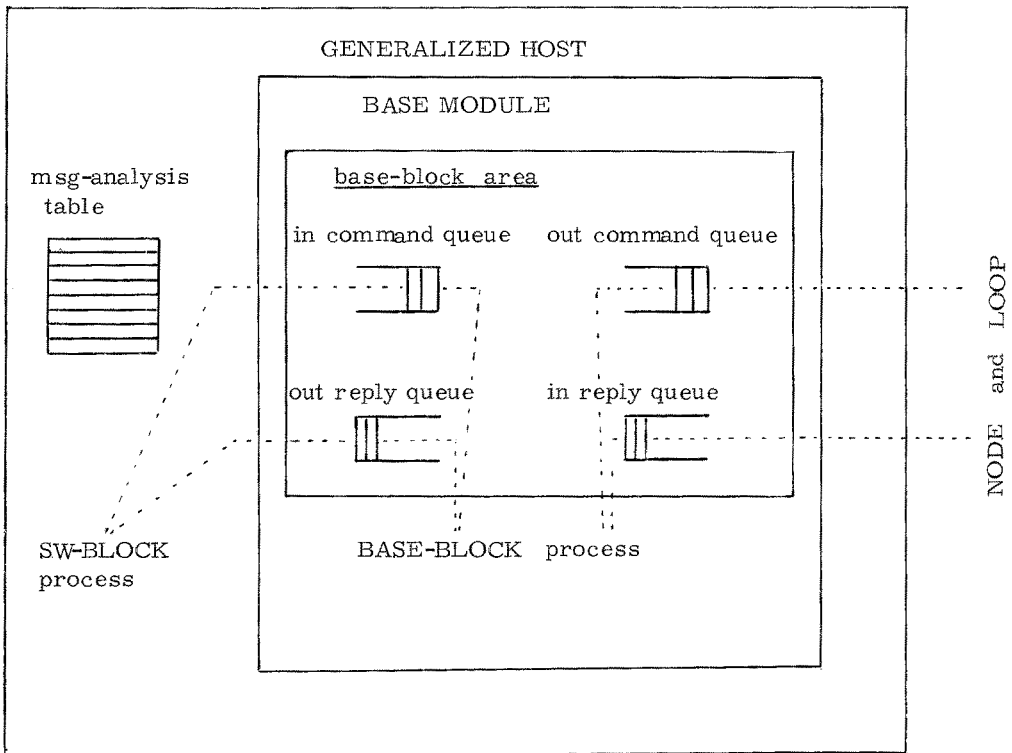 GENERALIZED HOST
BASE MODULE
msg-analysis
table
base-block area
in command queue
out command queue
out reply queue
in reply queue
NODE and LOOP
SW-BLOCK
process
BASE-BLOCK process